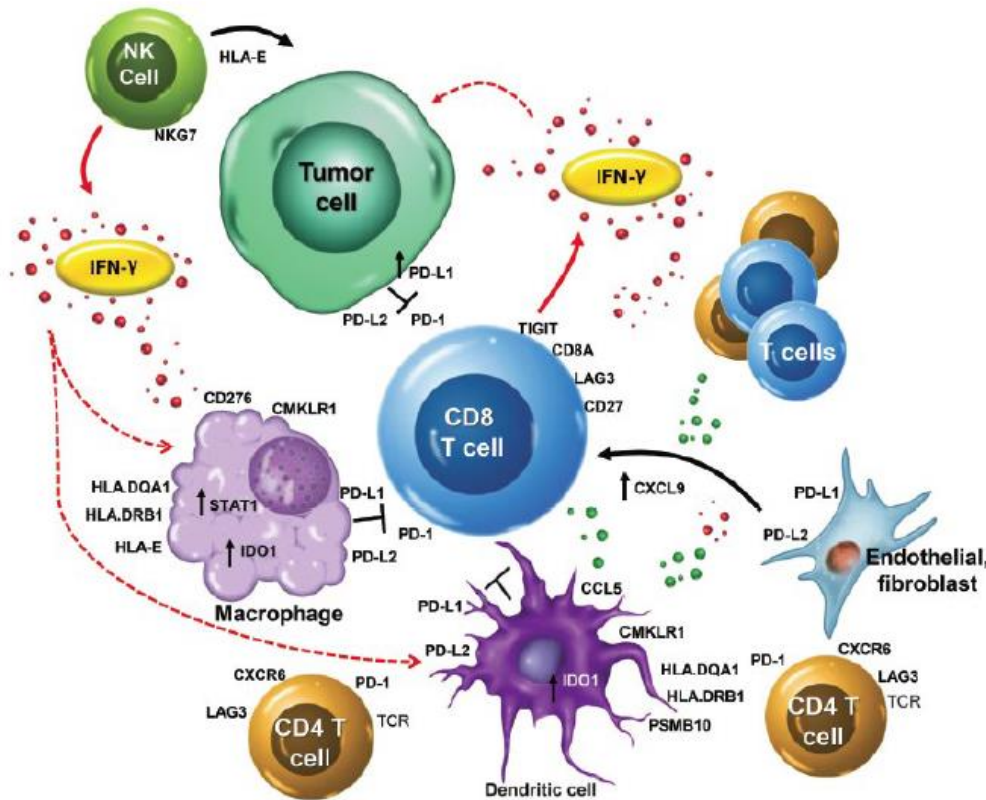 NK
Cell
HLA-E
NKG7
Tumor
cell
IFN-γ
IFN-γ
PD-L1
PD-L2
PD-1
TIGIT
CD8A
LAG3
CD27
T cells
CD8
T cell
CD276
CMKLR1
HLA.DQA1
STAT1
HLA.DRB1
HLA-E
IDO1
PD-L1
PD-1
PD-L2
Macrophage
CXCL9
PD-L1
PD-L2
Endothelial,
fibroblast
CCL5
PD-L1
CMKLR1
PD-L2
IDO1
HLA.DQA1
HLA.DRB1
PSMB10
Dendritic cell
CXCR6
PD-1
LAG3
TCR
CD4 T
cell
CXCR6
PD-1
LAG3
TCR
CD4 T
cell